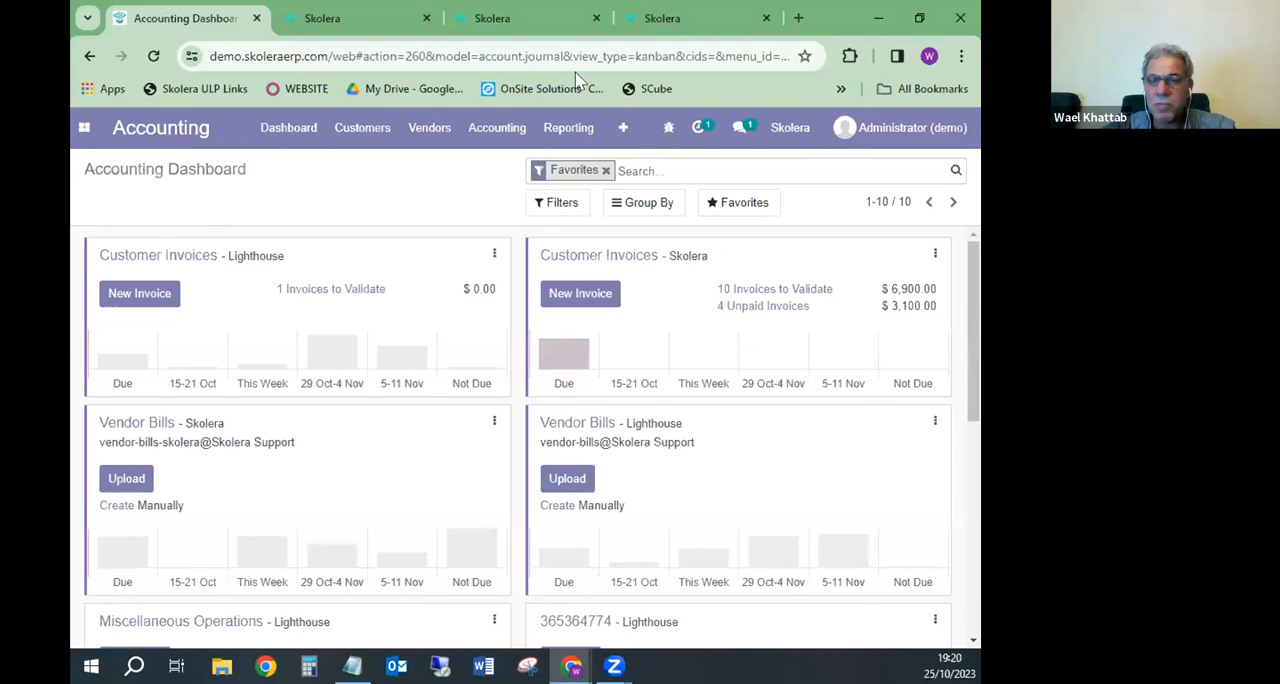 Accounting Dashboar
Skolera
Skolera
Skolera
demo.skoleraerp.com/web#action=260&model=account.journal&view_type=kanban&cids=&menu_id=...
Apps
Skolera ULP Links
WEBSITE
My Drive - Google...
OnSite Solutions' C...
SCube
»
All Bookmarks
W
Accounting
Dashboard
Customers
Vendors
Accounting
Reporting
1
1
Skolera
Administrator (demo)
Accounting Dashboard
Favorites
Search...
Filters
Group By
Favorites
1-10 / 10
Customer Invoices - Lighthouse
New Invoice
1 Invoices to Validate
$ 0.00
Due
15-21 Oct
This Week
29 Oct-4 Nov
5-11 Nov
Not Due
Customer Invoices - Skolera
New Invoice
10 Invoices to Validate
$ 6,900.00
4 Unpaid Invoices
$ 3,100.00
Due
15-21 Oct
This Week
29 Oct-4 Nov
5-11 Nov
Not Due
Vendor Bills - Skolera
vendor-bills-skolera@Skolera Support
Upload
Create Manually
Due
15-21 Oct
This Week
29 Oct-4 Nov
5-11 Nov
Not Due
Vendor Bills - Lighthouse
vendor-bills@Skolera Support
Upload
Create Manually
Due
15-21 Oct
This Week
29 Oct-4 Nov
5-11 Nov
Not Due
Miscellaneous Operations - Lighthouse
365364774 - Lighthouse
19:20
25/10/2023
Wael Khattab